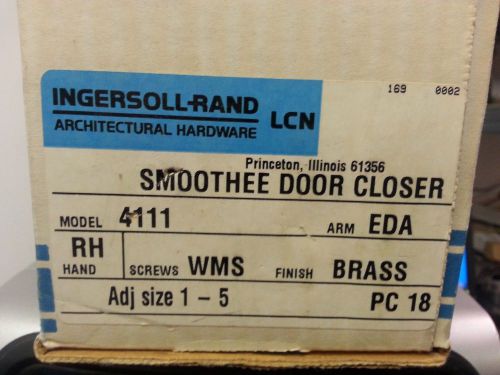 169 0002
INGERSOLL-RAND
ARCHITECTURAL HARDWARE LCN
Princeton, Illinois 61356
SMOOTHEE DOOR CLOSER
MODEL 4111 ARM EDA
RH
HAND SCREWS WMS FINISH BRASS
Adj size 1 - 5 PC 18